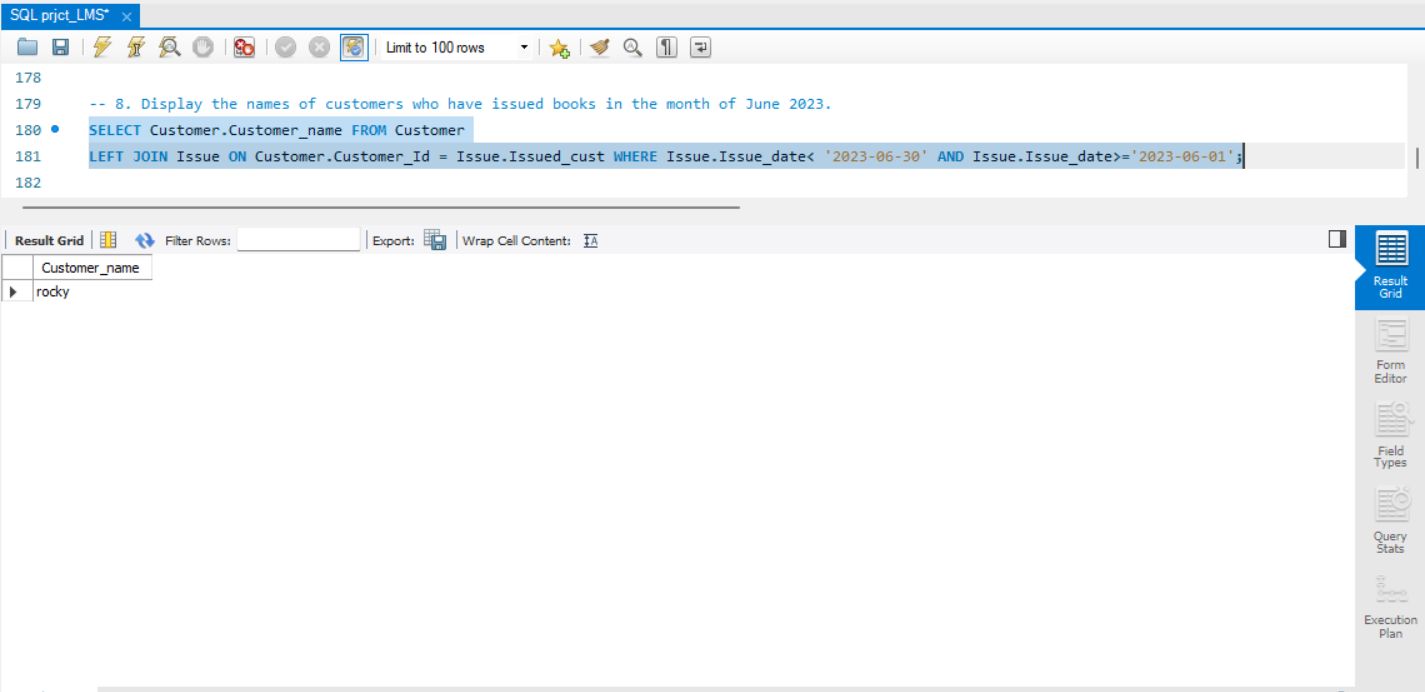 SQL prjct_LMS*
Limit to 100 rows
178
179 -- 8. Display the names of customers who have issued books in the month of June 2023.
180 SELECT Customer.Customer_name FROM Customer
181 LEFT JOIN Issue ON Customer.Customer_Id = Issue.Issued_cust WHERE Issue.Issue_date< '2023-06-30' AND Issue.Issue_date>='2023-06-01';
182
Result Grid Filter Rows: Export: Wrap Cell Content: IA
Customer_name
rocky
Result
Grid
Form
Editor
Field
Types
Query
Stats
Execution
Plan